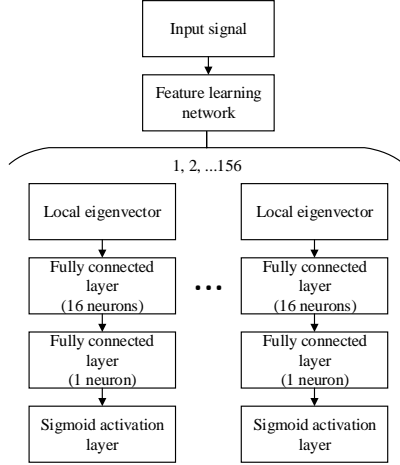 Input signal
Feature learning
network
1, 2, ...156
Local eigenvector
Fully connected
layer
(16 neurons)
Fully connected
layer
(1 neuron)
Sigmoid activation
layer
...
Local eigenvector
Fully connected
layer
(16 neurons)
Fully connected
layer
(1 neuron)
Sigmoid activation
layer